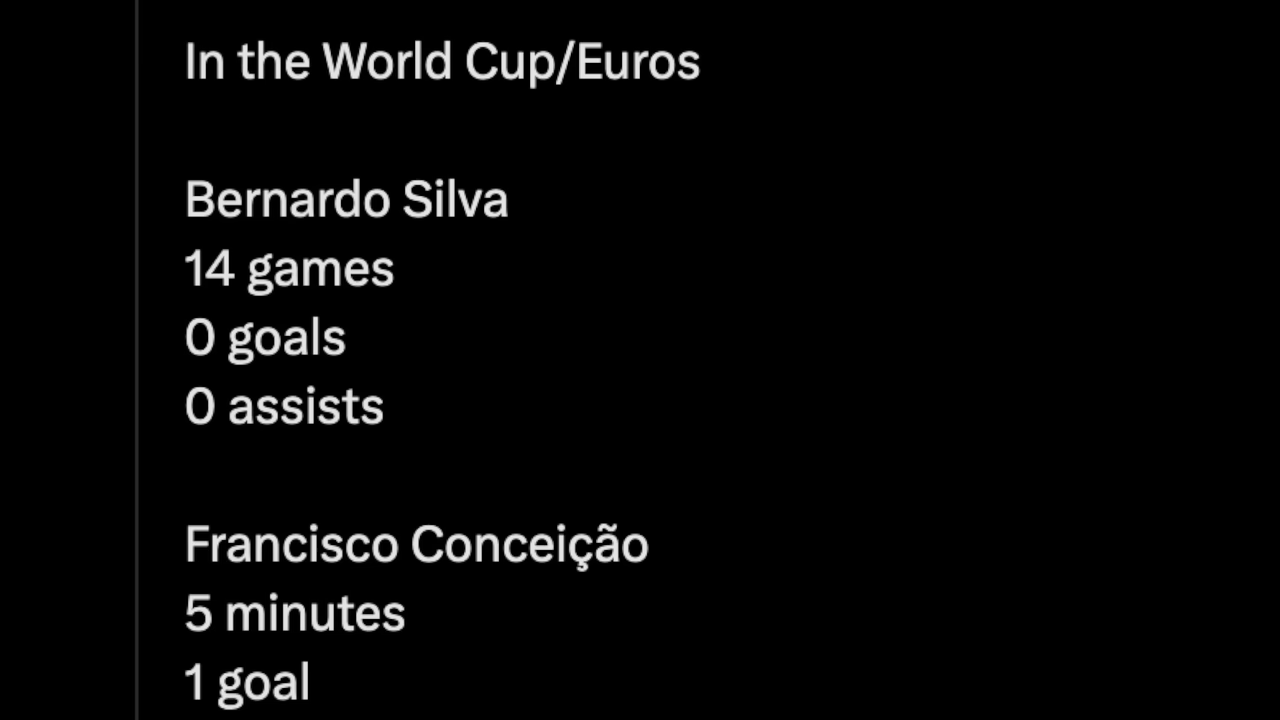 In the World Cup/Euros
Bernardo Silva
14 games
0 goals
0 assists
Francisco Conceição
5 minutes
1 goal